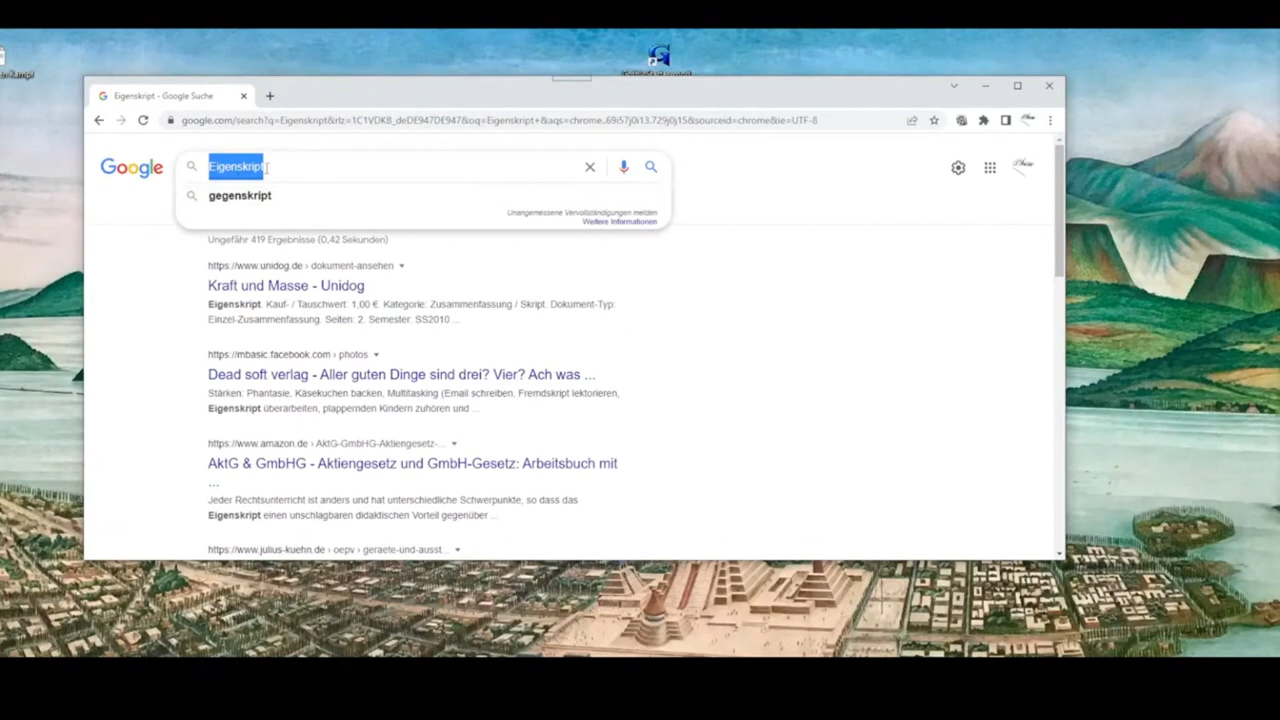 Eigenskript - Google Suche
google.com/search?q=Eigenskript&rlz=1C1VDKB_deDE947DE947&oq=Eigenskript+&aqs=chrome..69i57j0i13.729j0j15&sourceid=chrome&ie=UTF-8
Google
Eigenskript
gegenskript
Unangemessene Vervollständigungen melden
Weitere Informationen
Ungefähr 419 Ergebnisse (0,42 Sekunden)
https://www.unidog.de › dokument-ansehen
Kraft und Masse - Unidog
Eigenskript. Kauf- / Tauschwert: 1,00 €. Kategorie: Zusammenfassung / Skript. Dokument-Typ:
Einzel-Zusammenfassung. Seiten: 2. Semester: SS2010 ...
https://mbasic.facebook.com › photos
Dead soft verlag - Aller guten Dinge sind drei? Vier? Ach was ...
Stärken: Phantasie, Käsekuchen backen, Multitasking (Email schreiben, Fremdskript lektorieren,
Eigenskript überarbeiten, plappernden Kindern zuhören und ...
https://www.amazon.de › AktG-GmbHG-Aktiengesetz-...
AktG & GmbHG - Aktiengesetz und GmbH-Gesetz: Arbeitsbuch mit
...
Jeder Rechtsunterricht ist anders und hat unterschiedliche Schwerpunkte, so dass das
Eigenskript einen unschlagbaren didaktischen Vorteil gegenüber ...
https://www.julius-kuehn.de › oepv › geraete-und-ausst...